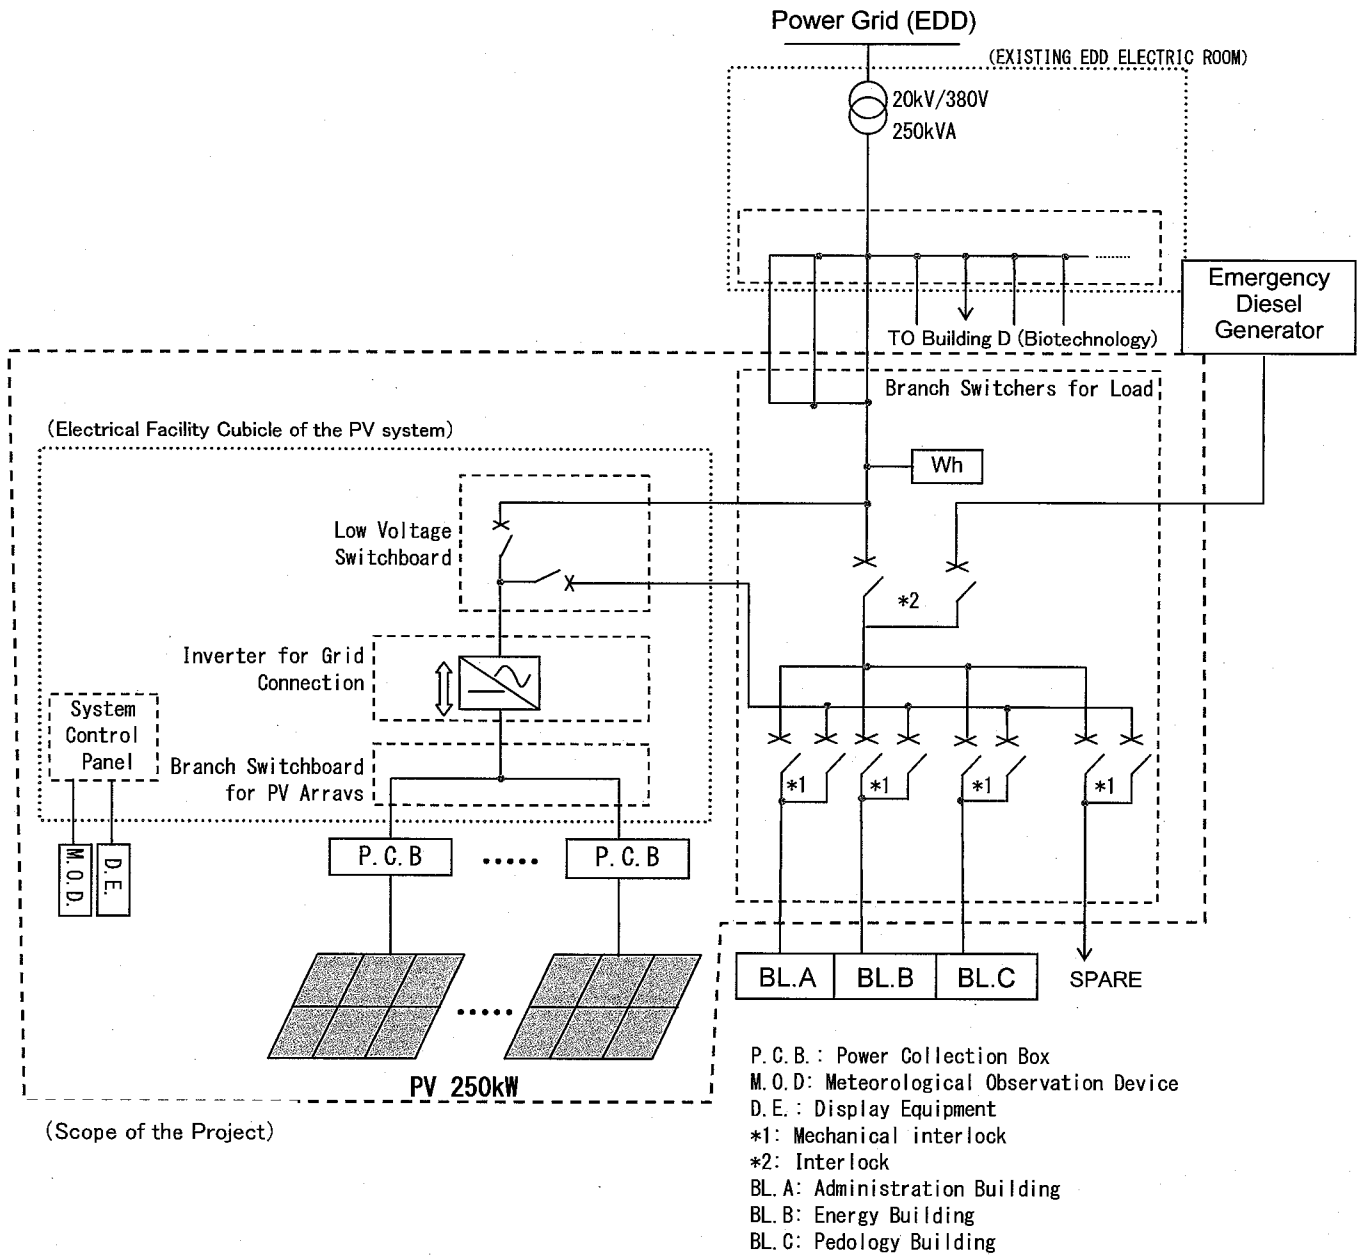 Power Grid (EDD)
(EXISTING EDD ELECTRIC ROOM)
20kV/380V
250kVA
Emergency
Diesel
Generator
TO Building D (Biotechnology)
Branch Switchers for Load
(Electrical Facility Cubicle of the PV system)
Wh
Low Voltage
Switchboard
*2
Inverter for Grid
Connection
System
Control
Panel
Branch Switchboard
for PV Arravs
*1
*1
*1
*1
P.C.B
P.C.B
M.O.D.
D.E.
BL.A
BL.B
BL.C
SPARE
PV 250kW
(Scope of the Project)
P.C.B.: Power Collection Box
M.O.D: Meteorological Observation Device
D.E.: Display Equipment
*1: Mechanical interlock
*2: Interlock
BL.A: Administration Building
BL.B: Energy Building
BL.C: Pedology Building